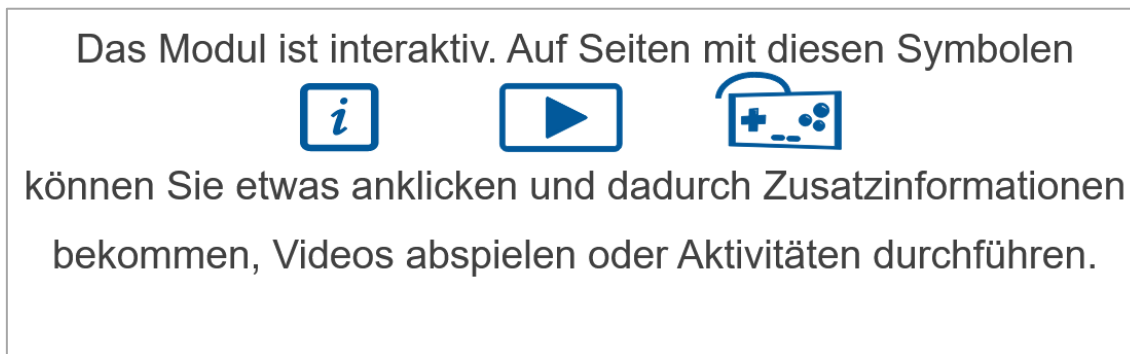 Das Modul ist interaktiv. Auf Seiten mit diesen Symbolen
i
können Sie etwas anklicken und dadurch Zusatzinformationen
bekommen, Videos abspielen oder Aktivitäten durchführen.